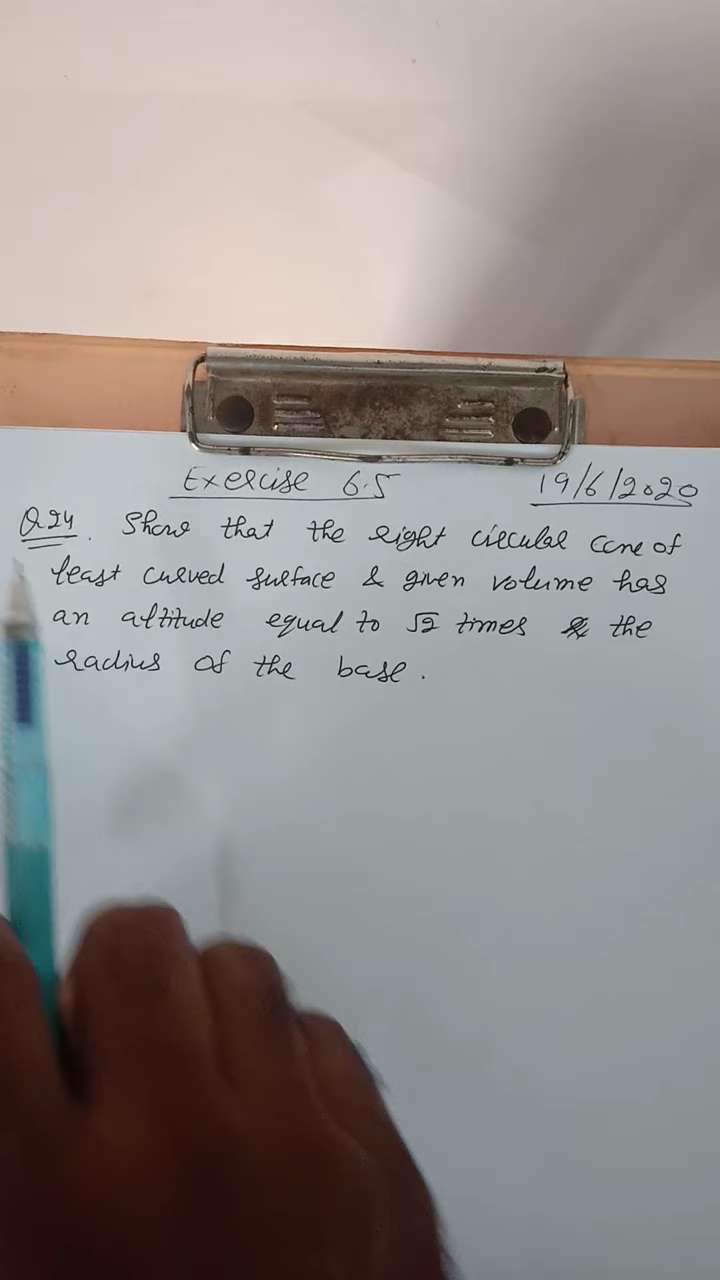 Exercise 6.5 19/6/2020
Q.24. Show that the right circular cone of
least curved surface & given volume has
an altitude equal to √2 times the
radius of the base.